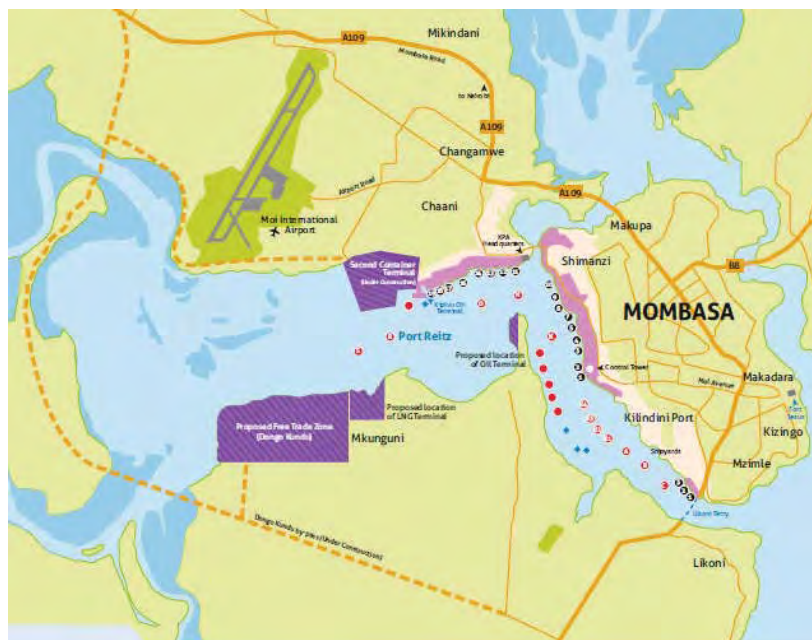 Mikindani
A109
Mombasa Road
to Nairobi
A109
Changamwe
Airport Road
A109
Chaani
Moi International
Airport
KPA
Headquarters
Makupa
Shimanzi
B8
Second Container
Terminal
(Under Construction)
Kipevu Oil
Terminal
MOMBASA
Port Reitz
Proposed location
of Oil Terminal
Control Tower
Moi Avenue
Makadara
Fort
Jesus
Proposed location
of LNG Terminal
Kilindini Port
Kizingo
Proposed Free Trade Zone
(Dongo Kundu)
Mkunguni
Shipyards
Mzimle
Likoni Ferry
Dongo Kundu by-pass (Under Construction)
Likoni